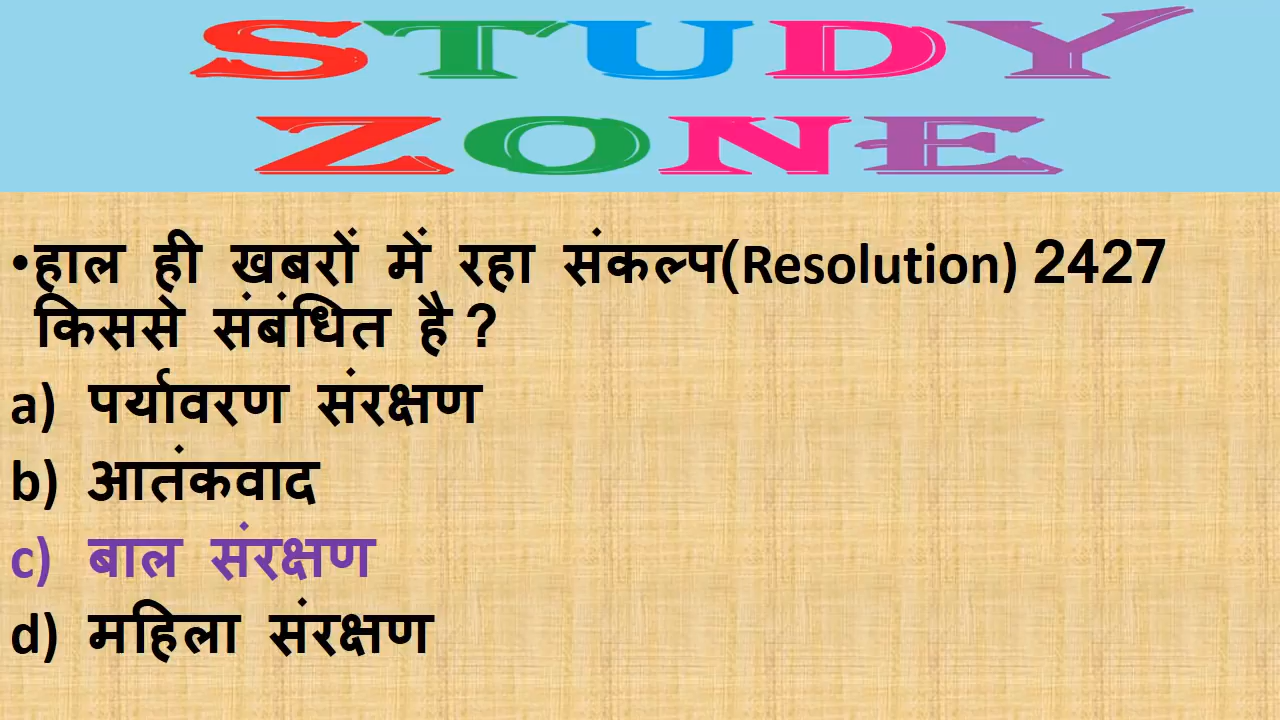 STUDY
ZONE
•हाल ही खबरों में रहा संकल्प(Resolution) 2427
किससे संबंधित है ?
a) पर्यावरण संरक्षण
b) आतंकवाद
c) बाल संरक्षण
d) महिला संरक्षण